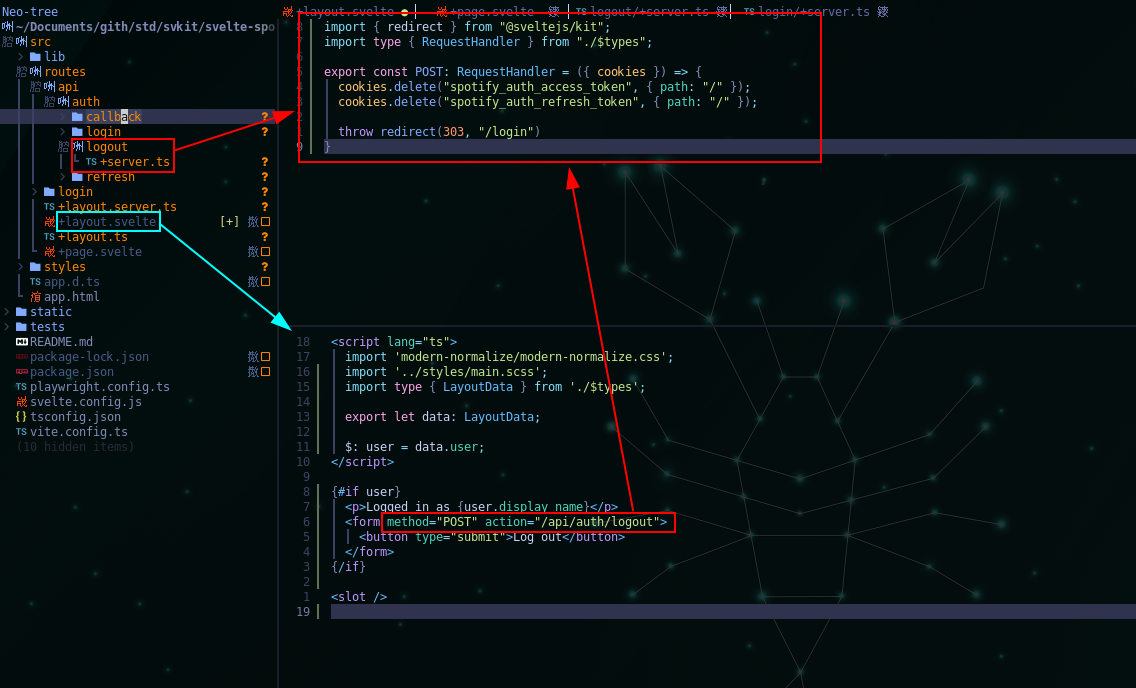 Neo-tree
~/Documents/gith/std/svkit/svelte-spo
src
lib
routes
api
auth
callback ?
login ?
logout
TS +server.ts ?
refresh ?
login ?
TS +layout.server.ts ?
+layout.svelte [+]
TS +layout.ts ?
+page.svelte
styles ?
TS app.d.ts
app.html
static
tests
README.md
package-lock.json
package.json
TS playwright.config.ts
svelte.config.js
{} tsconfig.json
TS vite.config.ts
(10 hidden items)
+layout.svelte ● +page.svelte TS logout/+server.ts TS login/+server.ts
8 import { redirect } from "@sveltejs/kit";
7 import type { RequestHandler } from "./$types";
6
5 export const POST: RequestHandler = ({ cookies }) => {
4 cookies.delete("spotify_auth_access_token", { path: "/" });
3 cookies.delete("spotify_auth_refresh_token", { path: "/" });
2
1 throw redirect(303, "/login")
9 }
18 <script lang="ts">
17 import 'modern-normalize/modern-normalize.css';
16 import '../styles/main.scss';
15 import type { LayoutData } from './$types';
14
13 export let data: LayoutData;
12
11 $: user = data.user;
10 </script>
9
8 {#if user}
7 <p>Logged in as {user.display_name}</p>
6 <form method="POST" action="/api/auth/logout">
5 <button type="submit">Log out</button>
4 </form>
3 {/if}
2
1 <slot />
19